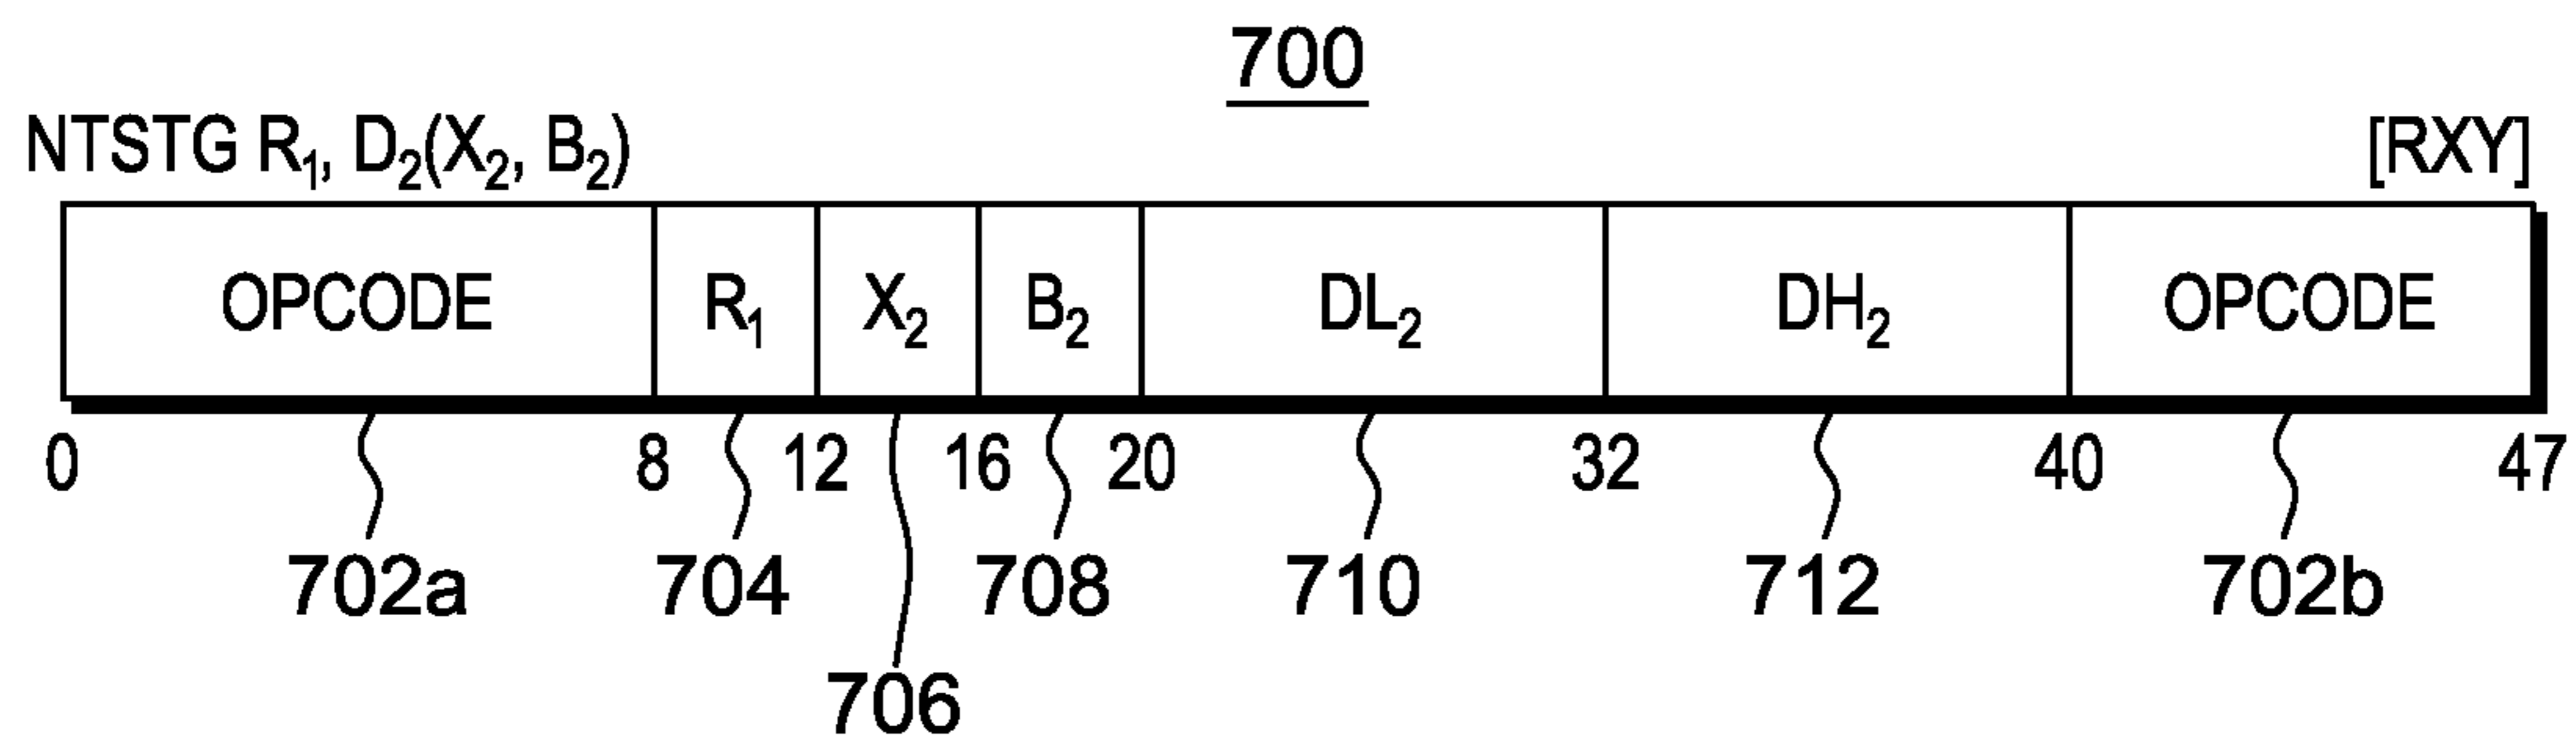 700
NTSTG R₁, D₂(X₂, B₂) [RXY]
OPCODE R₁ X₂ B₂ DL₂ DH₂ OPCODE
0 8 12 16 20 32 40 47
702a 704 708 710 712 702b
706